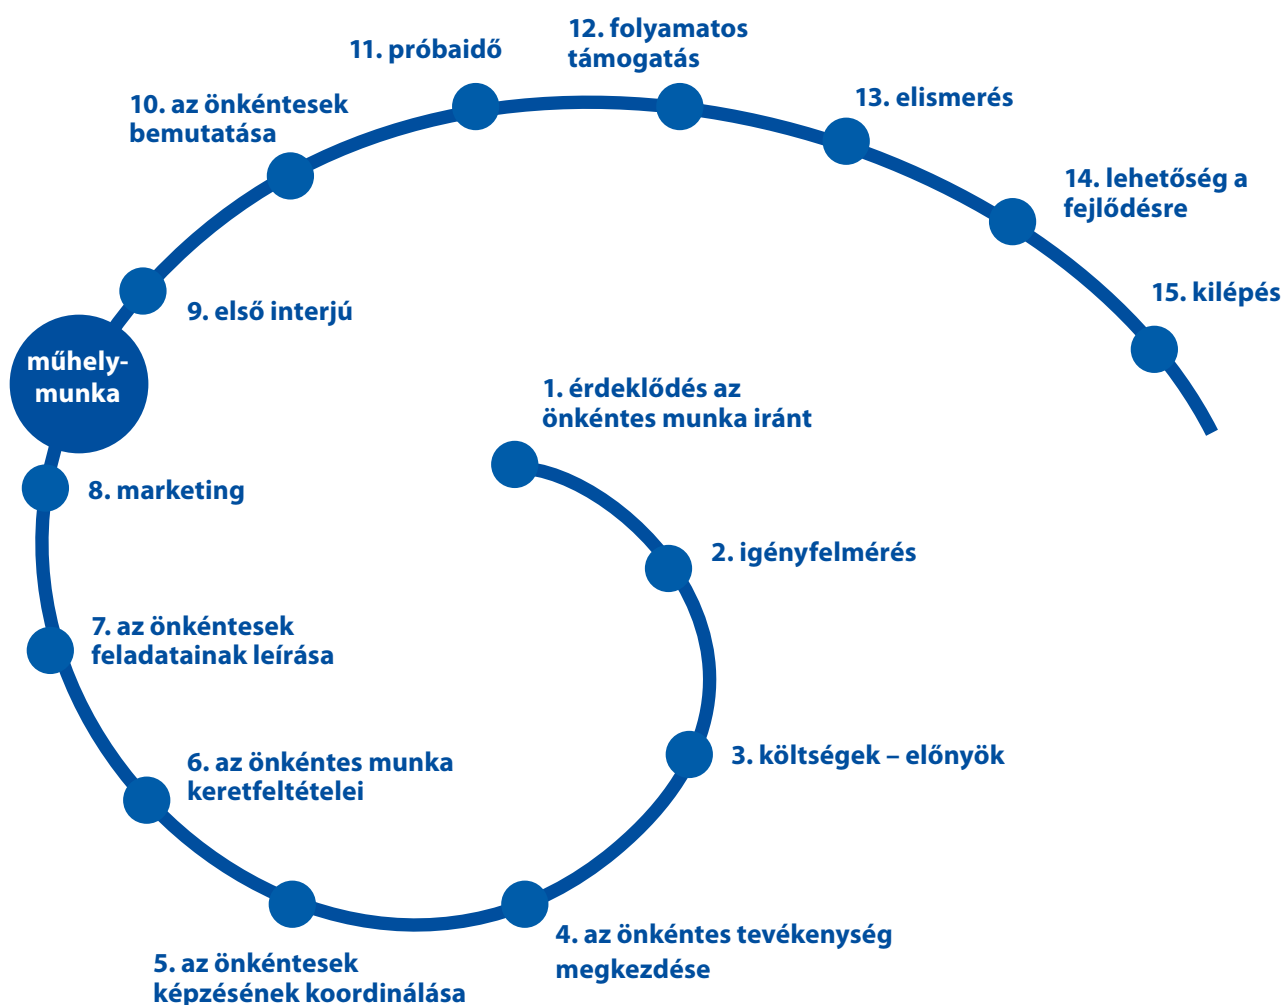 1. érdeklődés az
önkéntes munka iránt
2. igényfelmérés
3. költségek – előnyök
4. az önkéntes tevékenység
megkezdése
5. az önkéntesek
képzésének koordinálása
6. az önkéntes munka
keretfeltételei
7. az önkéntesek
feladatainak leírása
8. marketing
műhely-
munka
9. első interjú
10. az önkéntesek
bemutatása
11. próbaidő
12. folyamatos
támogatás
13. elismerés
14. lehetőség a
fejlődésre
15. kilépés